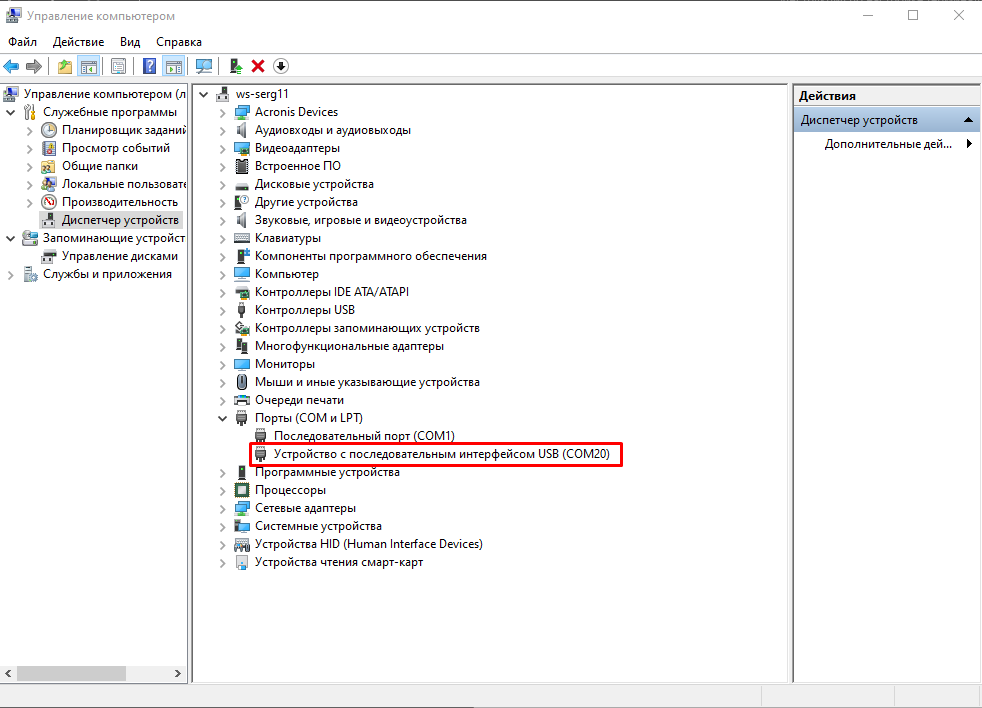 Управление компьютером
Файл Действие Вид Справка
Управление компьютером (л
Служебные программы
Планировщик заданий
Просмотр событий
Общие папки
Локальные пользовате
Производительность
Диспетчер устройств
Запоминающие устройст
Управление дисками
Службы и приложения
ws-serg11
Acronis Devices
Аудиовходы и аудиовыходы
Видеоадаптеры
Встроенное ПО
Дисковые устройства
Другие устройства
Звуковые, игровые и видеоустройства
Клавиатуры
Компоненты программного обеспечения
Компьютер
Контроллеры IDE ATA/ATAPI
Контроллеры USB
Контроллеры запоминающих устройств
Многофункциональные адаптеры
Мониторы
Мыши и иные указывающие устройства
Очереди печати
Порты (COM и LPT)
Последовательный порт (COM1)
Устройство с последовательным интерфейсом USB (COM20)
Программные устройства
Процессоры
Сетевые адаптеры
Системные устройства
Устройства HID (Human Interface Devices)
Устройства чтения смарт-карт
Действия
Диспетчер устройств
Дополнительные дей...